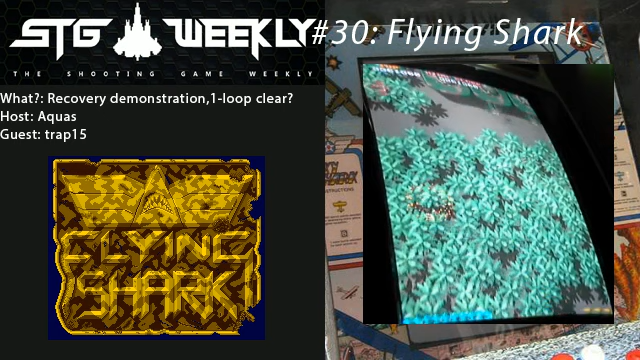 STG WEEKLY #30: Flying Shark
THE SHOOTING GAME WEEKLY
What?: Recovery demonstration,1-loop clear?
Host: Aquas
Guest: trap15
FLYING
SHARK!